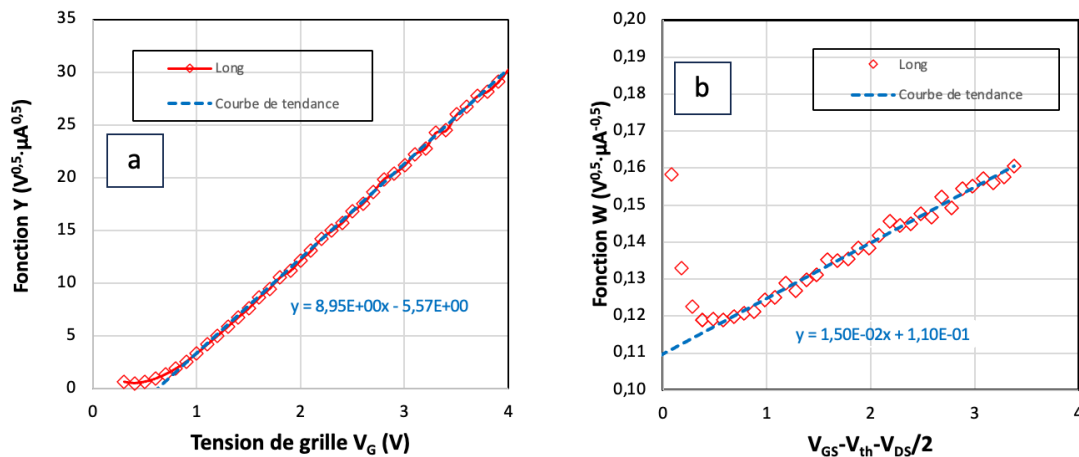 Fonction Y (V^0,5·µA^0,5)
35
30
25
20
15
10
5
0
Long
Courbe de tendance
a
y = 8,95E+00x - 5,57E+00
0 1 2 3 4
Tension de grille V_G (V)
Fonction W (V^0,5·µA^-0,5)
0,20
0,19
0,18
0,17
0,16
0,15
0,14
0,13
0,12
0,11
0,10
b
Long
Courbe de tendance
y = 1,50E-02x + 1,10E-01
0 1 2 3 4
V_GS-V_th-V_DS/2